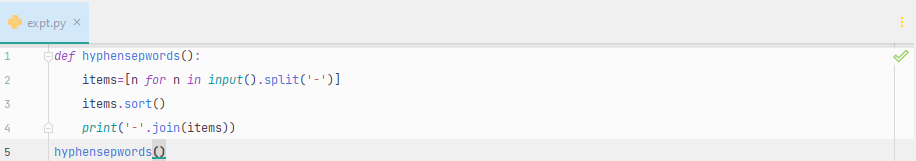 expt.py
1 def hyphensepwords():
2     items=[n for n in input().split('-')]
3     items.sort()
4     print('-'.join(items))
5 hyphensepwords()